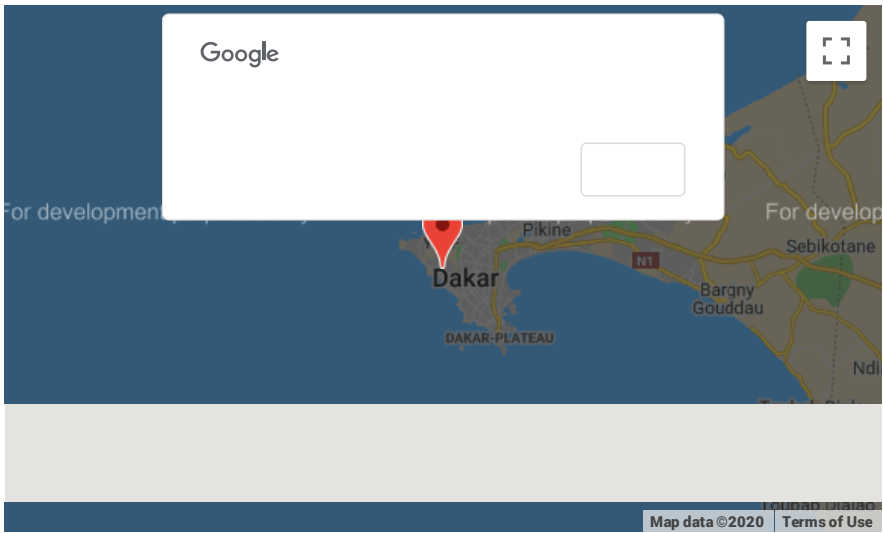 Google
For development
For develop
Pikine
Sebikotane
N1
Dakar
Bargny
Gouddau
DAKAR-PLATEAU
Ndi
Map data ©2020
Terms of Use